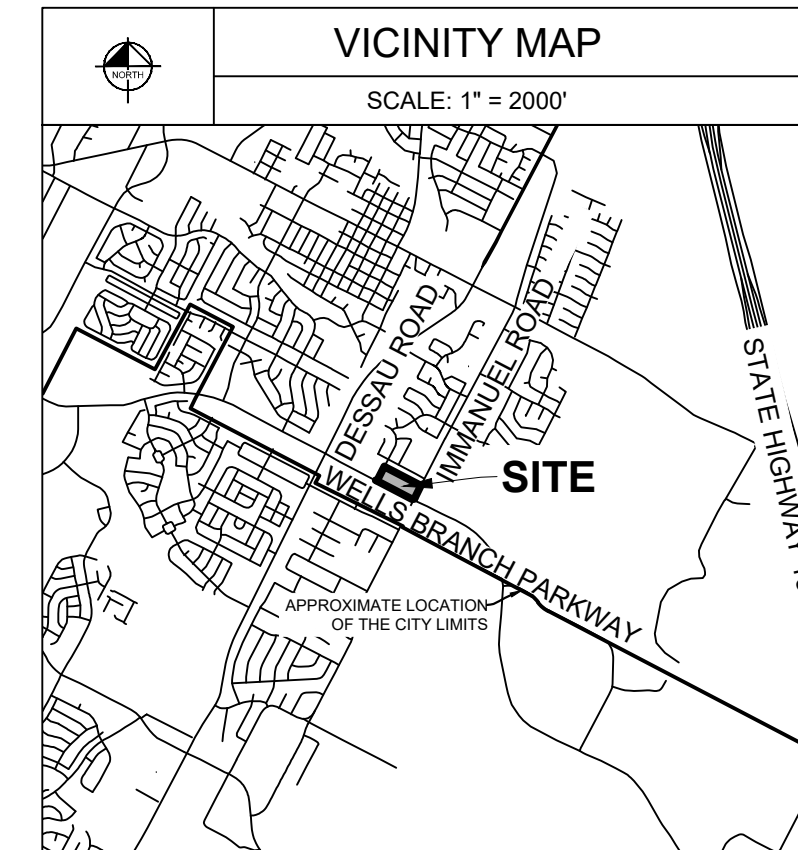 NORTH
VICINITY MAP
SCALE: 1" = 2000'
DESSAU ROAD
IMMANUEL ROAD
STATE HIGHWAY
SITE
WELLS BRANCH PARKWAY
APPROXIMATE LOCATION
OF THE CITY LIMITS